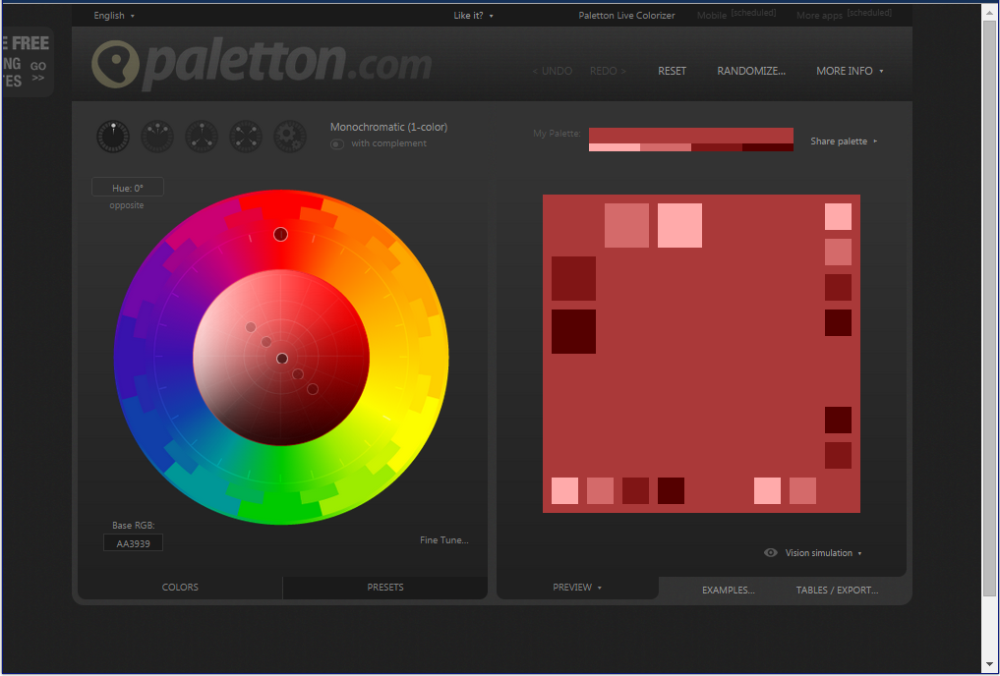 English
Like it?
Paletton Live Colorizer
Mobile [scheduled]
More apps [scheduled]
E FREE
NG GO
TES >>
paletton.com
< UNDO
REDO >
RESET
RANDOMIZE...
MORE INFO
Monochromatic (1-color)
with complement
My Palette:
Share palette
Hue: 0°
opposite
Base RGB:
AA3939
Fine Tune...
Vision simulation
COLORS
PRESETS
PREVIEW
EXAMPLES...
TABLES / EXPORT...